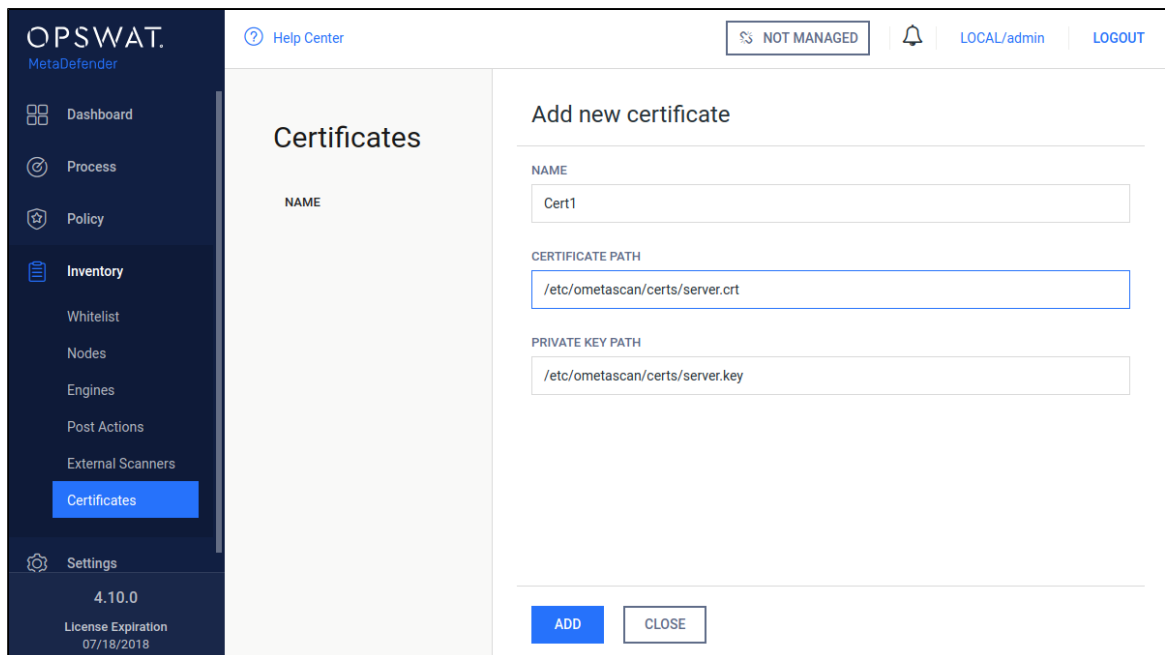 OPSWAT.
MetaDefender
Dashboard
Process
Policy
Inventory
Whitelist
Nodes
Engines
Post Actions
External Scanners
Certificates
Settings
4.10.0
License Expiration
07/18/2018
Help Center
NOT MANAGED
LOCAL/admin
LOGOUT
Certificates
NAME
Add new certificate
NAME
Cert1
CERTIFICATE PATH
/etc/ometascan/certs/server.crt
PRIVATE KEY PATH
/etc/ometascan/certs/server.key
ADD
CLOSE